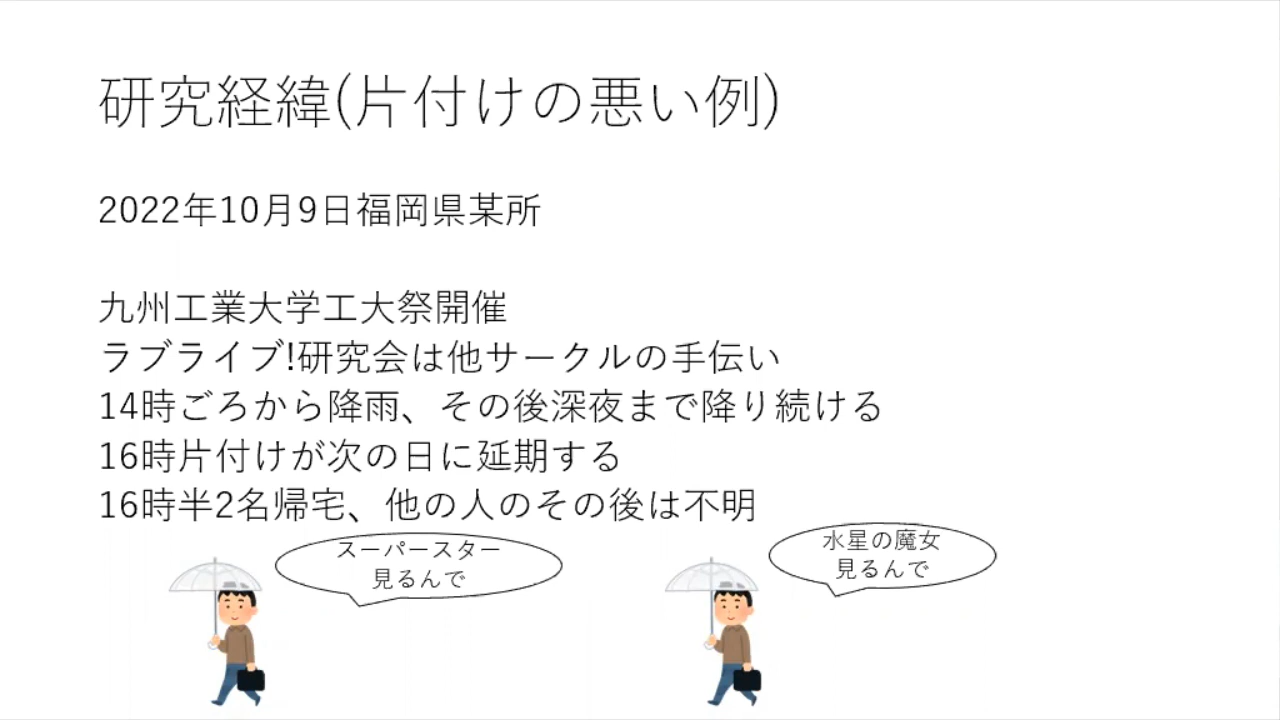 研究経緯(片付けの悪い例)
2022年10月9日福岡県某所
九州工業大学工大祭開催
ラブライブ!研究会は他サークルの手伝い
14時ごろから降雨、その後深夜まで降り続ける
16時片付けが次の日に延期する
16時半2名帰宅、他の人のその後は不明
スーパースター
見るんで
水星の魔女
見るんで